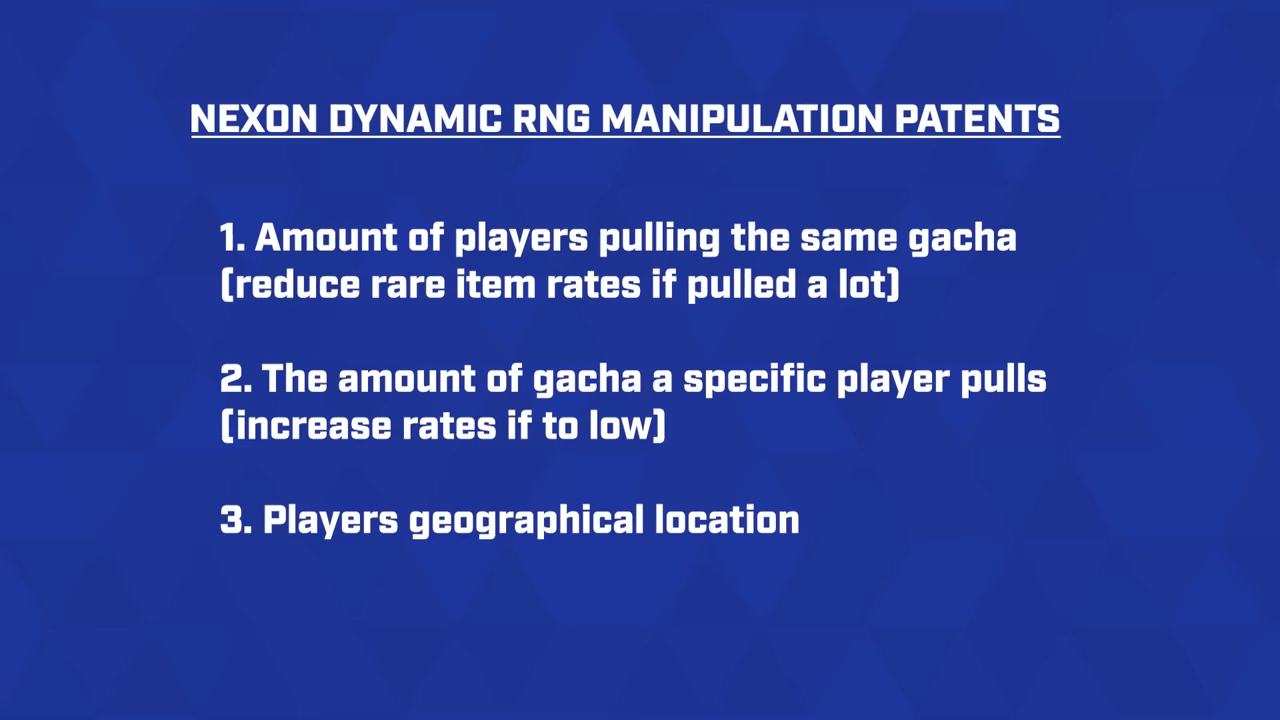 NEXON DYNAMIC RNG MANIPULATION PATENTS
1. Amount of players pulling the same gacha
(reduce rare item rates if pulled a lot)
2. The amount of gacha a specific player pulls
(increase rates if to low)
3. Players geographical location